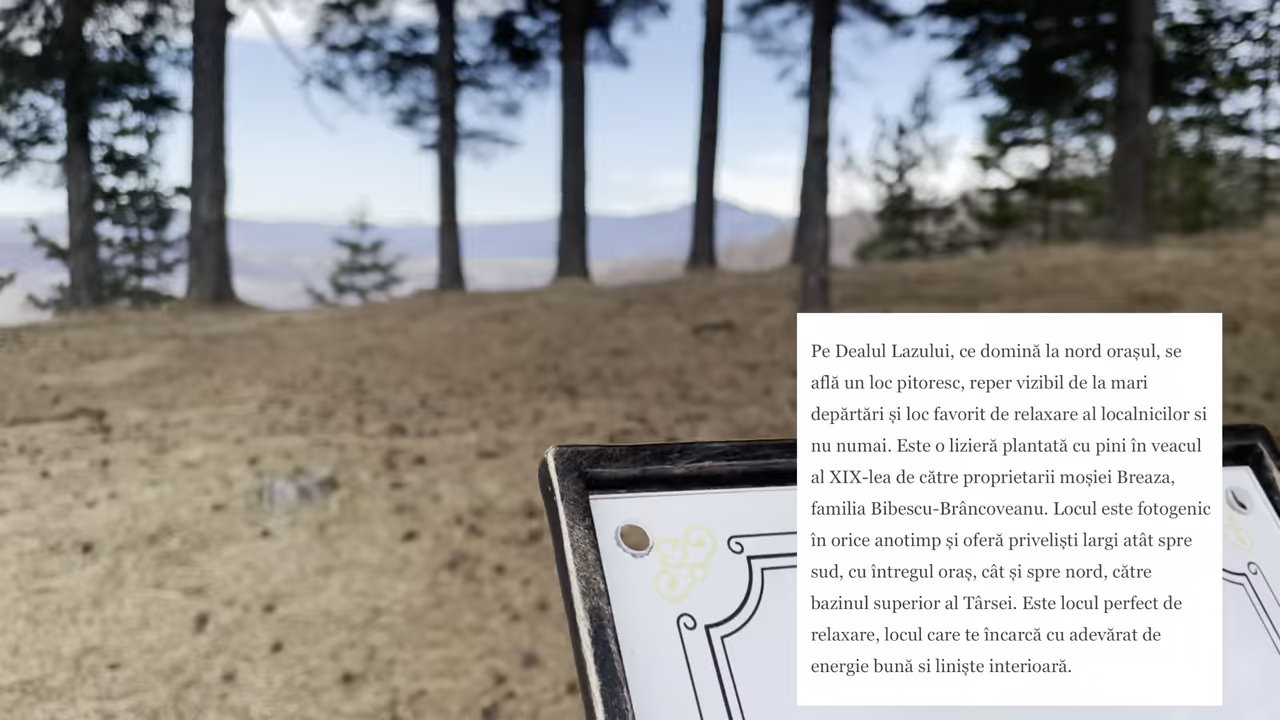 Pe Dealul Lazului, ce domină la nord orașul, se
află un loc pitoresc, reper vizibil de la mari
depărtări și loc favorit de relaxare al localnicilor si
nu numai. Este o lizieră plantată cu pini în veacul
al XIX-lea de către proprietarii moșiei Breaza,
familia Bibescu-Brâncoveanu. Locul este fotogenic
în orice anotimp și oferă priveliști largi atât spre
sud, cu întregul oraș, cât și spre nord, către
bazinul superior al Târsei. Este locul perfect de
relaxare, locul care te încarcă cu adevărat de
energie bună si liniște interioară.